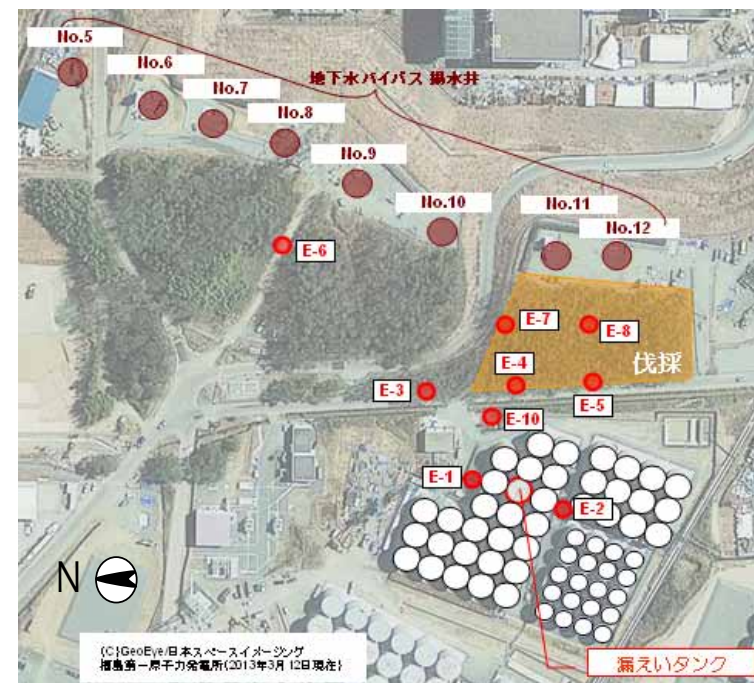 No.5
No.6
No.7
No.8
No.9
No.10
No.11
No.12
地下水バイパス 揚水井
E-6
E-7
E-8
伐採
E-3
E-4
E-5
E-10
E-1
E-2
N
(C)GeoEye/日本スペースイメージング
福島第一原子力発電所(2013年3月12日現在)
漏えいタンク